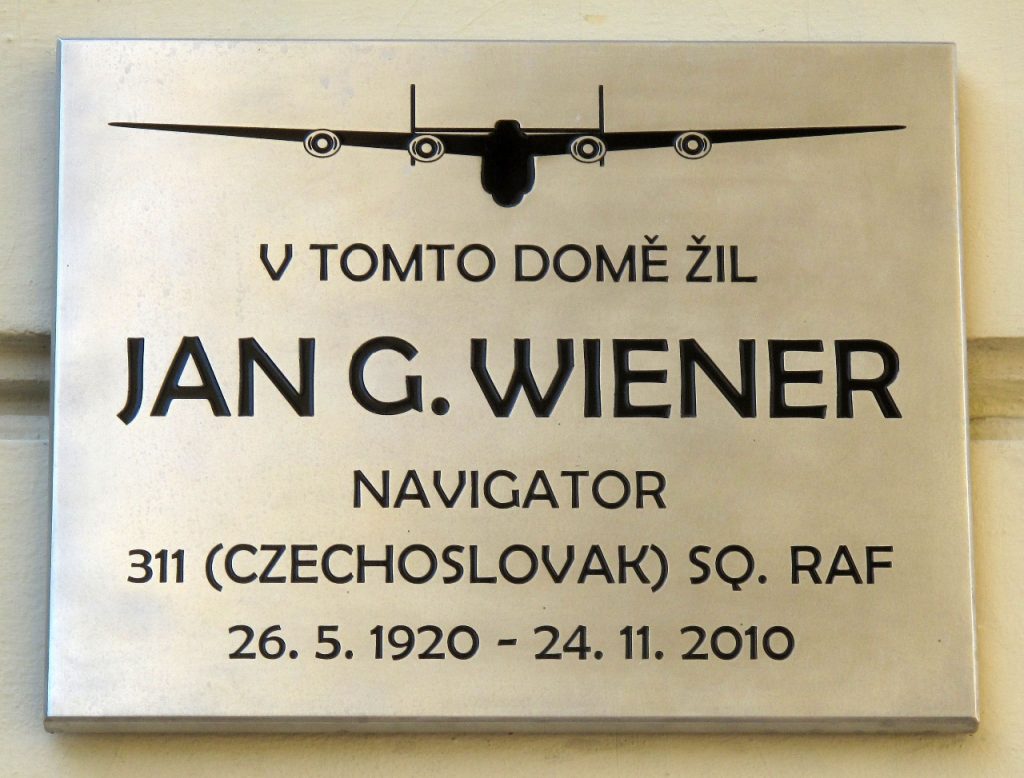 V TOMTO DOMĚ ŽIL
JAN G. WIENER
NAVIGATOR
311 (CZECHOSLOVAK) SQ. RAF
26. 5. 1920 - 24. 11. 2010